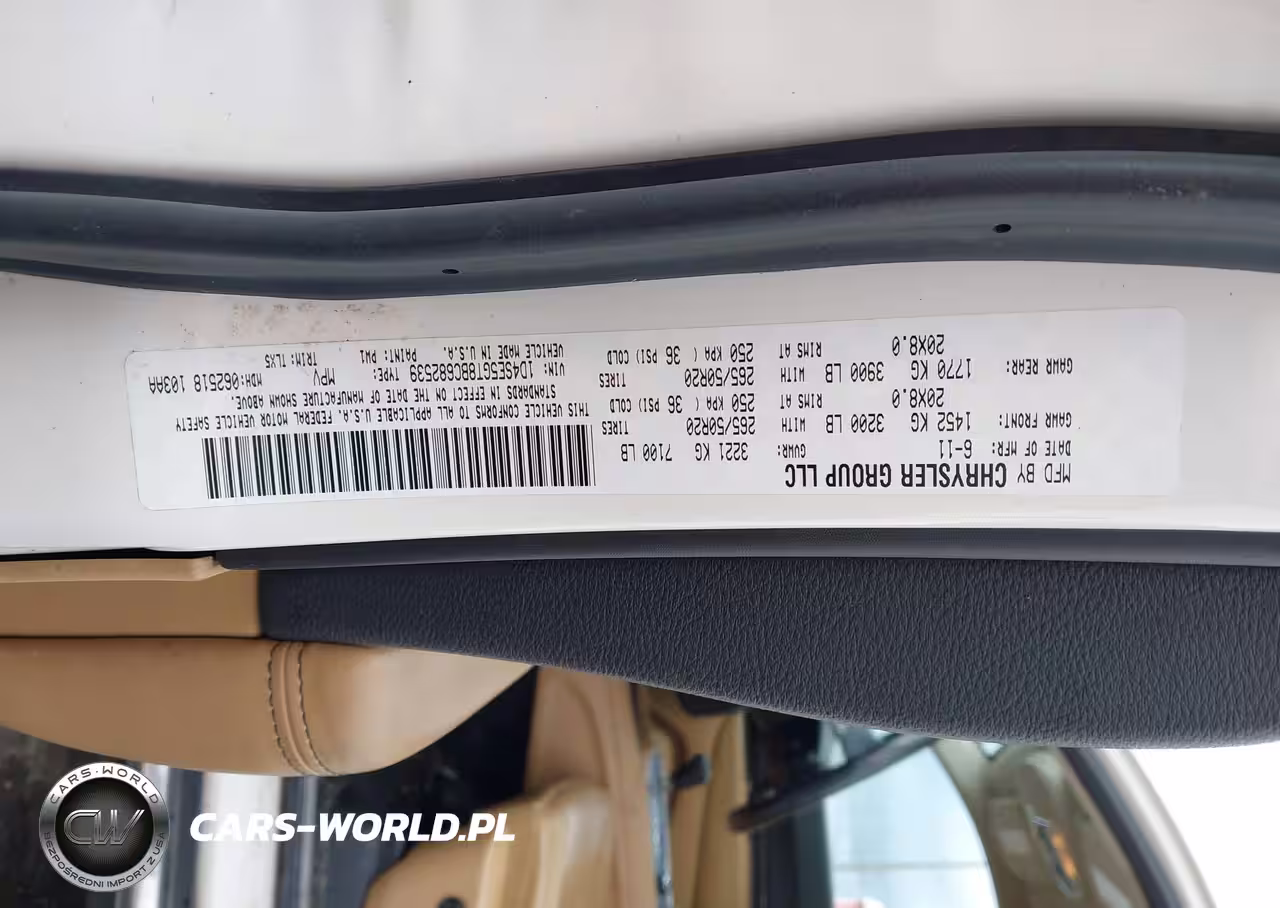 MFD BY CHRYSLER GROUP LLC
DATE OF MFR: 6-11 GVWR: 3221 KG 7100 LB
GAWR FRONT: 1452 KG 3200 LB WITH 265/50R20 TIRES
20X8.0 RIMS AT 250 KPA ( 36 PSI) COLD
GAWR REAR: 1770 KG 3900 LB WITH 265/50R20 TIRES
20X8.0 RIMS AT 250 KPA ( 36 PSI) COLD
THIS VEHICLE CONFORMS TO ALL APPLICABLE U.S.A. FEDERAL MOTOR VEHICLE SAFETY
STANDARDS IN EFFECT ON THE DATE OF MANUFACTURE SHOWN ABOVE.
VIN: 1D4SE5GT8BC682539 TYPE: MPV MDH: 062518 103AA
VEHICLE MADE IN U.S.A. PAINT: PW1 TRIM: TLX5
CARS-WORLD
CW
BEZPOŚREDNI IMPORT Z USA
CARS-WORLD.PL